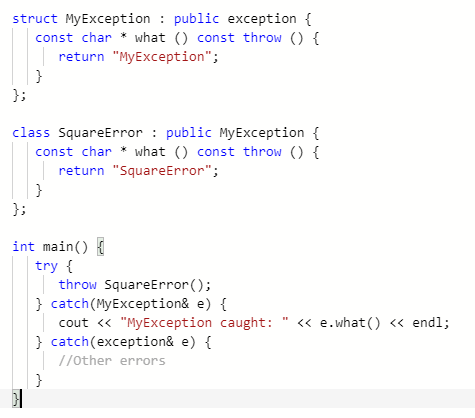 struct MyException : public exception {
const char * what () const throw () {
return "MyException";
}
};
class SquareError : public MyException {
const char * what () const throw () {
return "SquareError";
}
};
int main() {
try {
throw SquareError();
} catch(MyException& e) {
cout << "MyException caught: " << e.what() << endl;
} catch(exception& e) {
//Other errors
}
}